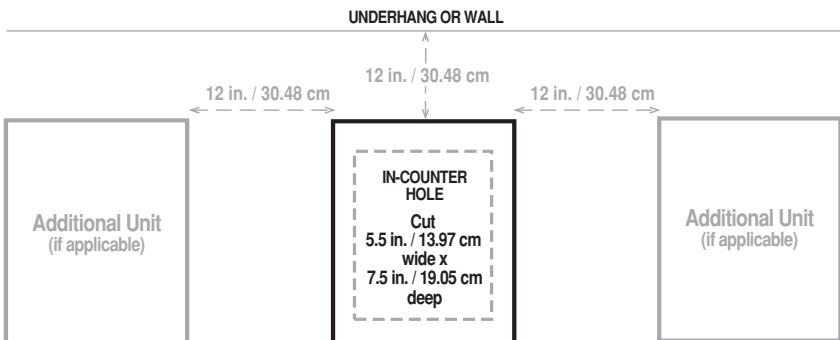 UNDERHANG OR WALL
12 in. / 30.48 cm
12 in. / 30.48 cm
12 in. / 30.48 cm
Additional Unit
(if applicable)
IN-COUNTER
HOLE
Cut
5.5 in. / 13.97 cm
wide x
7.5 in. / 19.05 cm
deep
Additional Unit
(if applicable)